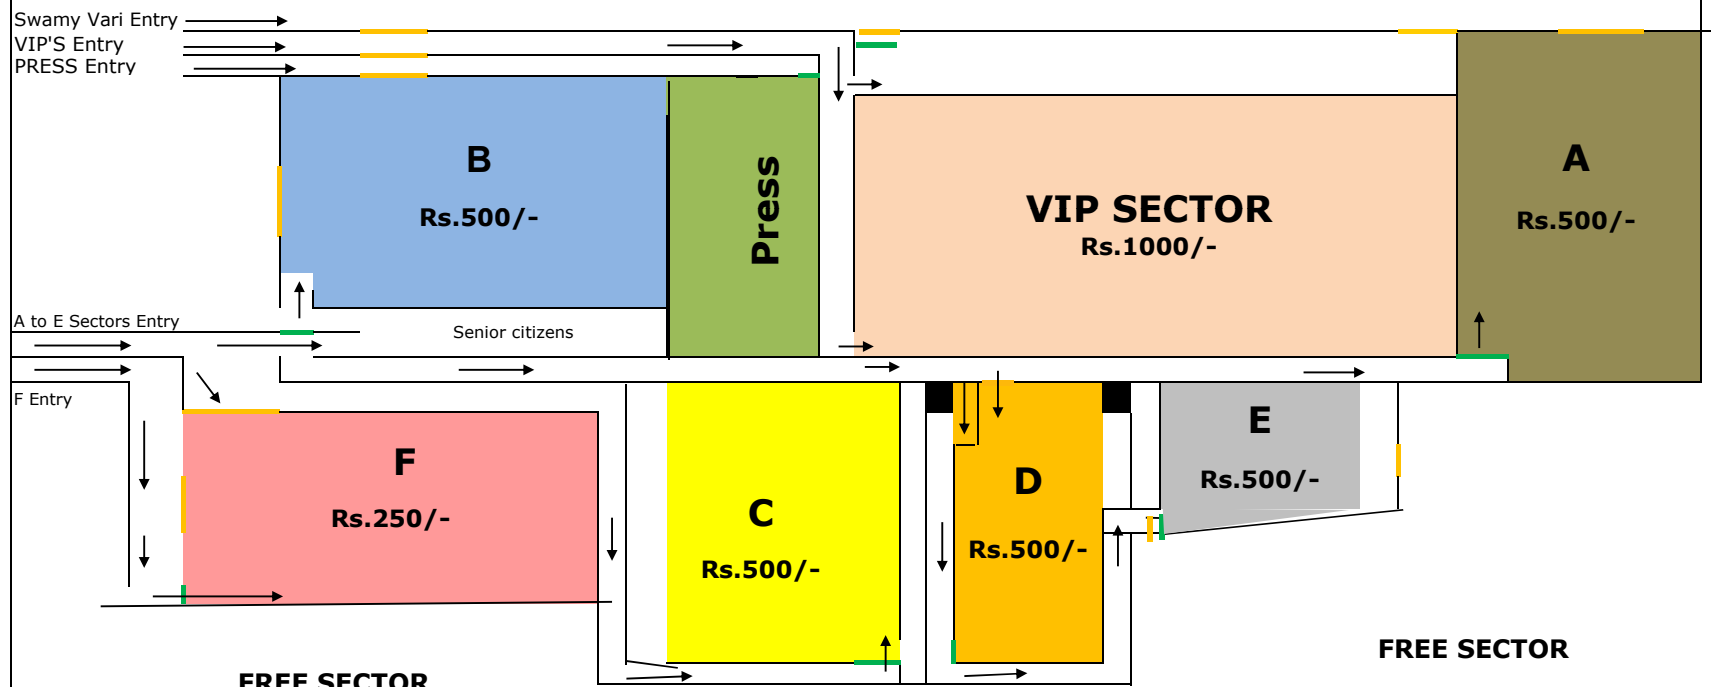 Swamy Vari Entry
VIP'S Entry
PRESS Entry
B
Rs.500/-
Press
VIP SECTOR
Rs.1000/-
A
Rs.500/-
A to E Sectors Entry
Senior citizens
F Entry
F
Rs.250/-
C
Rs.500/-
D
Rs.500/-
E
Rs.500/-
FREE SECTOR
FREE SECTOR